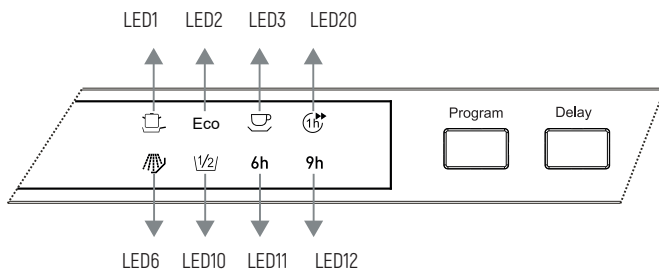 LED1 LED2 LED3 LED20
Program Delay
Eco 1h
1/2 6h 9h
LED6 LED10 LED11 LED12